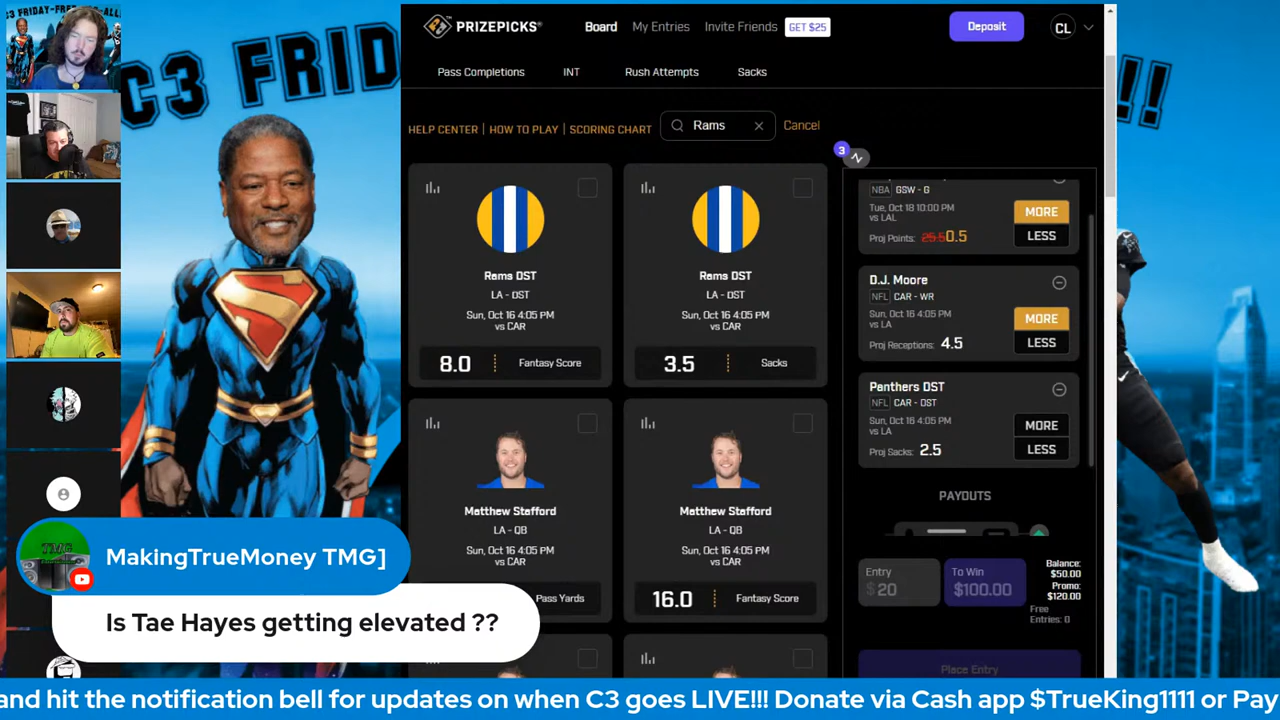 C3 FRIDAY-FREE
C3 FRIDAY
!!
PRIZEPICKS
Board
My Entries
Invite Friends
GET $25
Deposit
CL
Pass Completions
INT
Rush Attempts
Sacks
HELP CENTER | HOW TO PLAY | SCORING CHART
Rams
Cancel
3
Rams DST
LA - DST
Sun, Oct 16 4:05 PM
vs CAR
8.0
Fantasy Score
Rams DST
LA - DST
Sun, Oct 16 4:05 PM
vs CAR
3.5
Sacks
Matthew Stafford
LA - QB
Sun, Oct 16 4:05 PM
vs CAR
Pass Yards
Matthew Stafford
LA - QB
Sun, Oct 16 4:05 PM
vs CAR
16.0
Fantasy Score
NBA GSW - G
Tue, Oct 18 10:00 PM
vs LAL
Proj Points: 25.5 0.5
MORE
LESS
D.J. Moore
NFL CAR - WR
Sun, Oct 16 4:05 PM
vs LA
Proj Receptions: 4.5
MORE
LESS
Panthers DST
NFL CAR - DST
Sun, Oct 16 4:05 PM
vs LA
Proj Sacks: 2.5
MORE
LESS
PAYOUTS
Entry
$20
To Win
$100.00
Balance:
$50.00
Promo:
$120.00
Free
Entries: 0
Place Entry
TMG
MakingTrueMoney TMG]
Is Tae Hayes getting elevated ??
and hit the notification bell for updates on when C3 goes LIVE!!! Donate via Cash app $TrueKing1111 or Pay